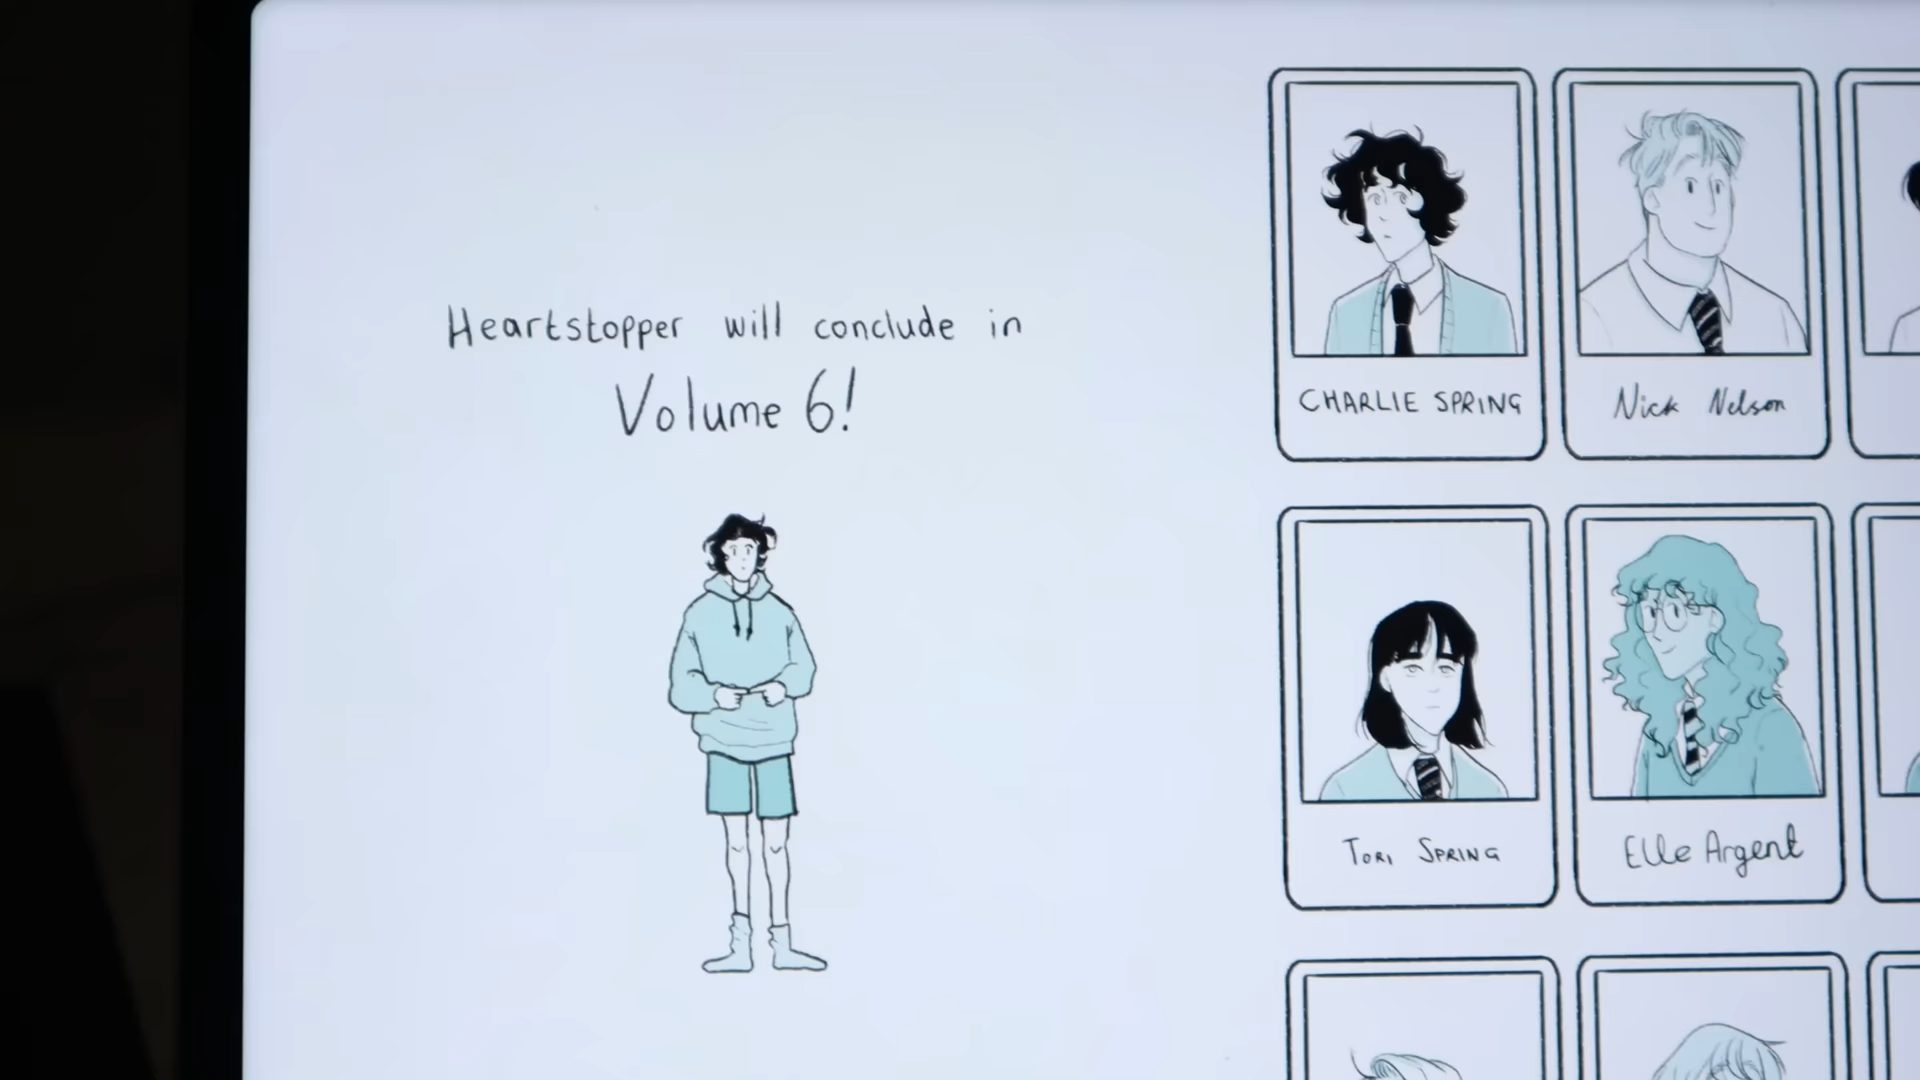 Heartstopper will conclude in
Volume 6!
CHARLIE SPRING
Nick Nelson
TORI SPRING
Elle Argent